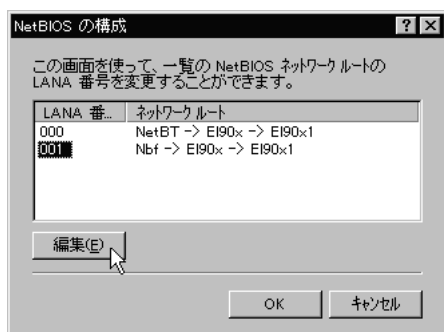 NetBIOS の構成
この画面を使って、一覧の NetBIOS ネットワーク ルートの
LANA 番号を変更することができます。
LANA 番... ネットワーク ルート
000 NetBT -> El90x -> El90x1
001 Nbf -> El90x -> El90x1
編集(E)
OK キャンセル